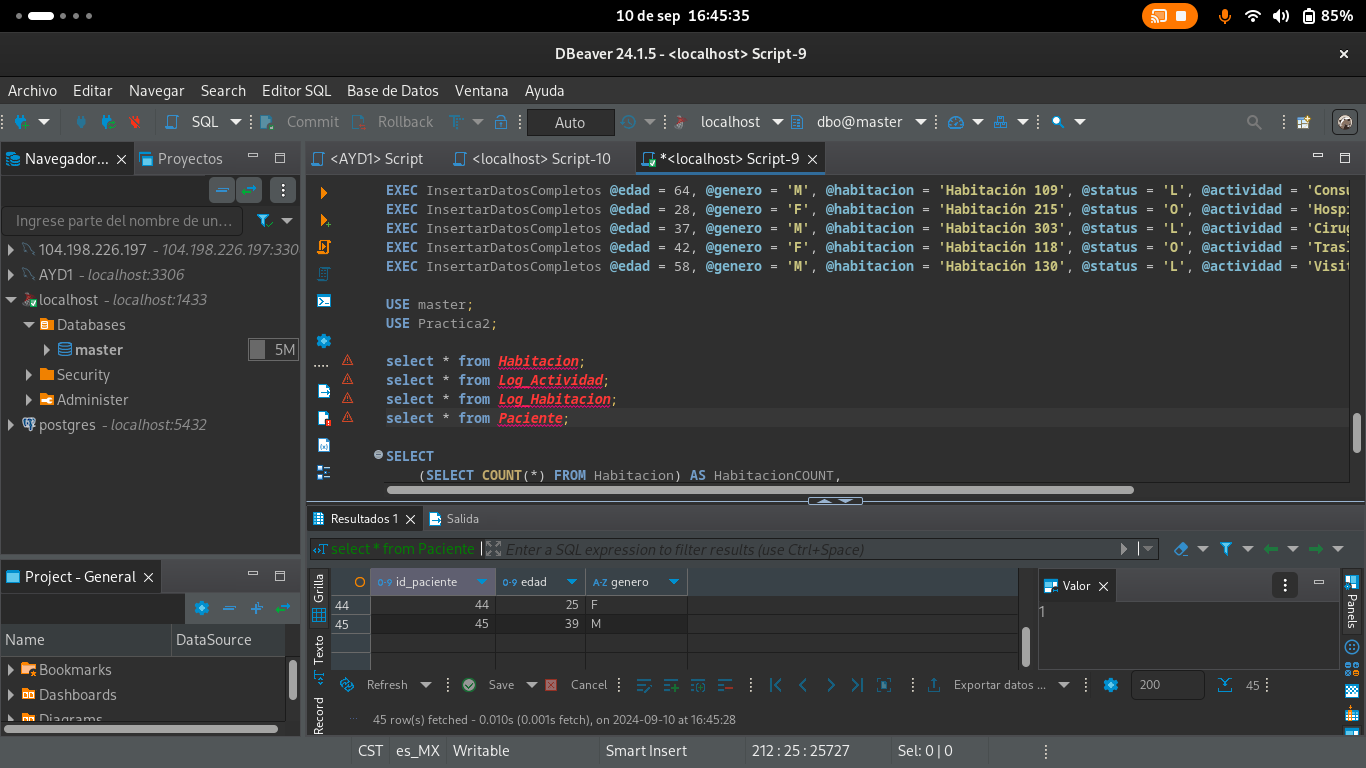 10 de sep 16:45:35
85%
DBeaver 24.1.5 - <localhost> Script-9
Archivo Editar Navegar Search Editor SQL Base de Datos Ventana Ayuda
SQL Commit Rollback Auto localhost dbo@master
Navegador... Proyectos
<AYD1> Script <localhost> Script-10 *<localhost> Script-9
Ingrese parte del nombre de un...
104.198.226.197 - 104.198.226.197:330
AYD1 - localhost:3306
localhost - localhost:1433
Databases
master 5M
Security
Administer
postgres - localhost:5432
EXEC InsertarDatosCompletos @edad = 64, @genero = 'M', @habitacion = 'Habitación 109', @status = 'L', @actividad = 'Consu
EXEC InsertarDatosCompletos @edad = 28, @genero = 'F', @habitacion = 'Habitación 215', @status = 'O', @actividad = 'Hospi
EXEC InsertarDatosCompletos @edad = 37, @genero = 'M', @habitacion = 'Habitación 303', @status = 'L', @actividad = 'Cirug
EXEC InsertarDatosCompletos @edad = 42, @genero = 'F', @habitacion = 'Habitación 118', @status = 'O', @actividad = 'Trasl
EXEC InsertarDatosCompletos @edad = 58, @genero = 'M', @habitacion = 'Habitación 130', @status = 'L', @actividad = 'Visit
USE master;
USE Practica2;
select * from Habitacion;
select * from Log_Actividad;
select * from Log_Habitacion;
select * from Paciente;
SELECT
(SELECT COUNT(*) FROM Habitacion) AS HabitacionCOUNT,
Project - General
Name DataSource
Bookmarks
Dashboards
Diagrams
Resultados 1 Salida
select * from Paciente Enter a SQL expression to filter results (use Ctrl+Space)
Grilla
Texto
Record
id_paciente edad genero
44 44 25 F
45 45 39 M
Valor
1
Panels
Refresh Save Cancel Exportar datos ... 200 45
45 row(s) fetched - 0.010s (0.001s fetch), on 2024-09-10 at 16:45:28
CST es_MX Writable Smart Insert 212 : 25 : 25727 Sel: 0 | 0